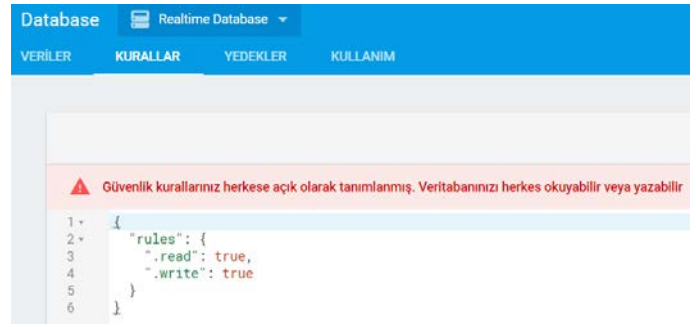 Database Realtime Database
VERİLER KURALLAR YEDEKLER KULLANIM
Güvenlik kurallarınız herkese açık olarak tanımlanmış. Veritabanınızı herkes okuyabilir veya yazabilir
1 {
2 "rules": {
3 ".read": true,
4 ".write": true
5 }
6 }